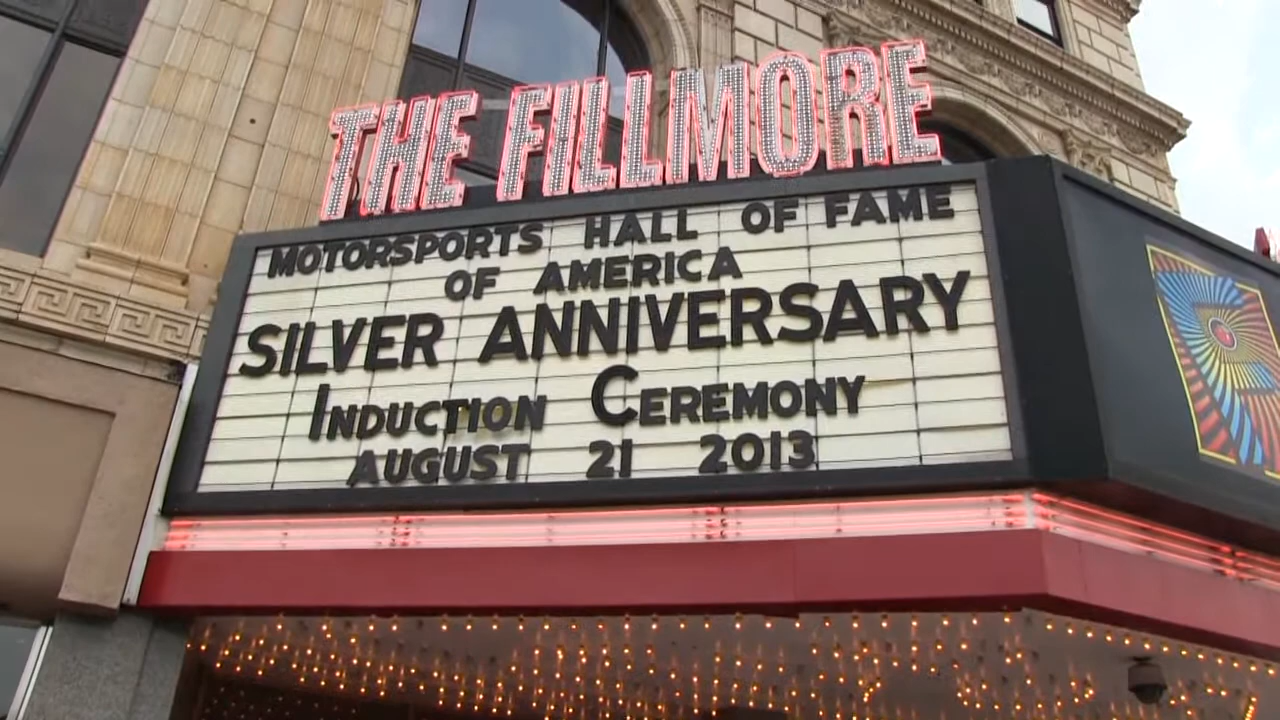 THE FILLMORE
MOTORSPORTS HALL OF FAME
OF AMERICA
SILVER ANNIVERSARY
INDUCTION CEREMONY
AUGUST 21 2013